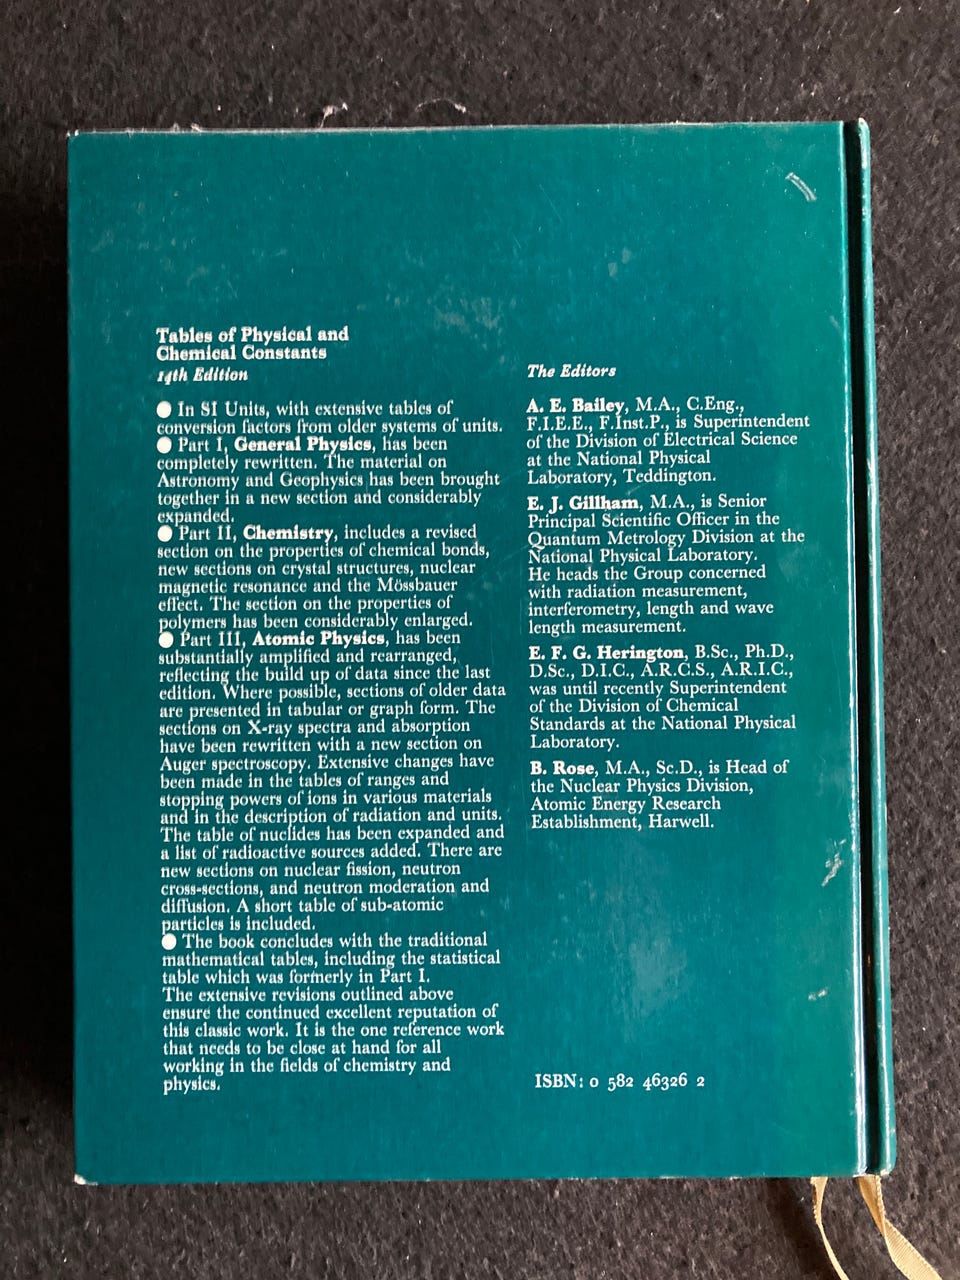 Tables of Physical and
Chemical Constants
14th Edition
● In SI Units, with extensive tables of
conversion factors from older systems of units.
● Part I, General Physics, has been
completely rewritten. The material on
Astronomy and Geophysics has been brought
together in a new section and considerably
expanded.
● Part II, Chemistry, includes a revised
section on the properties of chemical bonds,
new sections on crystal structures, nuclear
magnetic resonance and the Mössbauer
effect. The section on the properties of
polymers has been considerably enlarged.
● Part III, Atomic Physics, has been
substantially amplified and rearranged,
reflecting the build up of data since the last
edition. Where possible, sections of older data
are presented in tabular or graph form. The
sections on X-ray spectra and absorption
have been rewritten with a new section on
Auger spectroscopy. Extensive changes have
been made in the tables of ranges and
stopping powers of ions in various materials
and in the description of radiation and units.
The table of nuclides has been expanded and
a list of radioactive sources added. There are
new sections on nuclear fission, neutron
cross-sections, and neutron moderation and
diffusion. A short table of sub-atomic
particles is included.
● The book concludes with the traditional
mathematical tables, including the statistical
table which was formerly in Part I.
The extensive revisions outlined above
ensure the continued excellent reputation of
this classic work. It is the one reference work
that needs to be close at hand for all
working in the fields of chemistry and
physics.
The Editors
A. E. Bailey, M.A., C.Eng.,
F.I.E.E., F.Inst.P., is Superintendent
of the Division of Electrical Science
at the National Physical
Laboratory, Teddington.
E. J. Gillham, M.A., is Senior
Principal Scientific Officer in the
Quantum Metrology Division at the
National Physical Laboratory.
He heads the Group concerned
with radiation measurement,
interferometry, length and wave
length measurement.
E. F. G. Herington, B.Sc., Ph.D.,
D.Sc., D.I.C., A.R.C.S., A.R.I.C.,
was until recently Superintendent
of the Division of Chemical
Standards at the National Physical
Laboratory.
B. Rose, M.A., Sc.D., is Head of
the Nuclear Physics Division,
Atomic Energy Research
Establishment, Harwell.
ISBN: 0 582 46326 2